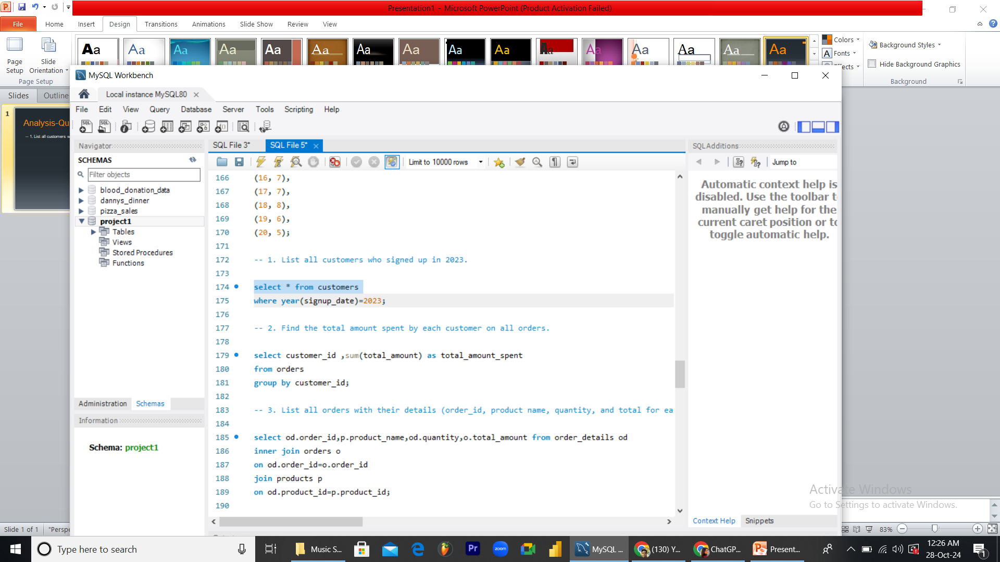 Presentation1 - Microsoft PowerPoint (Product Activation Failed)
File Home Insert Design Transitions Animations Slide Show Review View
Aa Aa Aa Aa Aa Aa Aa Aa Aa Aa Aa Aa Aa Aa Aa Aa
Page Setup
Slide Orientation
Page Setup
Colors
Fonts
Background Styles
Hide Background Graphics
Background
Slides Outline
1
Analysis-Qu
-- 1. List all customers w
MySQL Workbench
Local instance MySQL80
File Edit View Query Database Server Tools Scripting Help
Navigator
SCHEMAS
Filter objects
blood_donation_data
dannys_dinner
pizza_sales
project1
Tables
Views
Stored Procedures
Functions
Administration Schemas
Information
Schema: project1
SQL File 3* SQL File 5*
Limit to 10000 rows
166 (16, 7),
167 (17, 7),
168 (18, 8),
169 (19, 6),
170 (20, 5);
171
172 -- 1. List all customers who signed up in 2023.
173
174 select * from customers
175 where year(signup_date)=2023;
176
177 -- 2. Find the total amount spent by each customer on all orders.
178
179 select customer_id ,sum(total_amount) as total_amount_spent
180 from orders
181 group by customer_id;
182
183 -- 3. List all orders with their details (order_id, product name, quantity, and total for ea
184
185 select od.order_id,p.product_name,od.quantity,o.total_amount from order_details od
186 inner join orders o
187 on od.order_id=o.order_id
188 join products p
189 on od.product_id=p.product_id;
190
SQLAdditions
Jump to
Automatic context help is
disabled. Use the toolbar t
manually get help for the
current caret position or to
toggle automatic help.
Context Help Snippets
Activate Windows
Go to Settings to activate Windows.
Slide 1 of 1 "Perspe
83%
Type here to search
Music S...
Pr
zoom
MySQL ...
(130) Y...
ChatGP...
Present...
12:26 AM
28-Oct-24
1